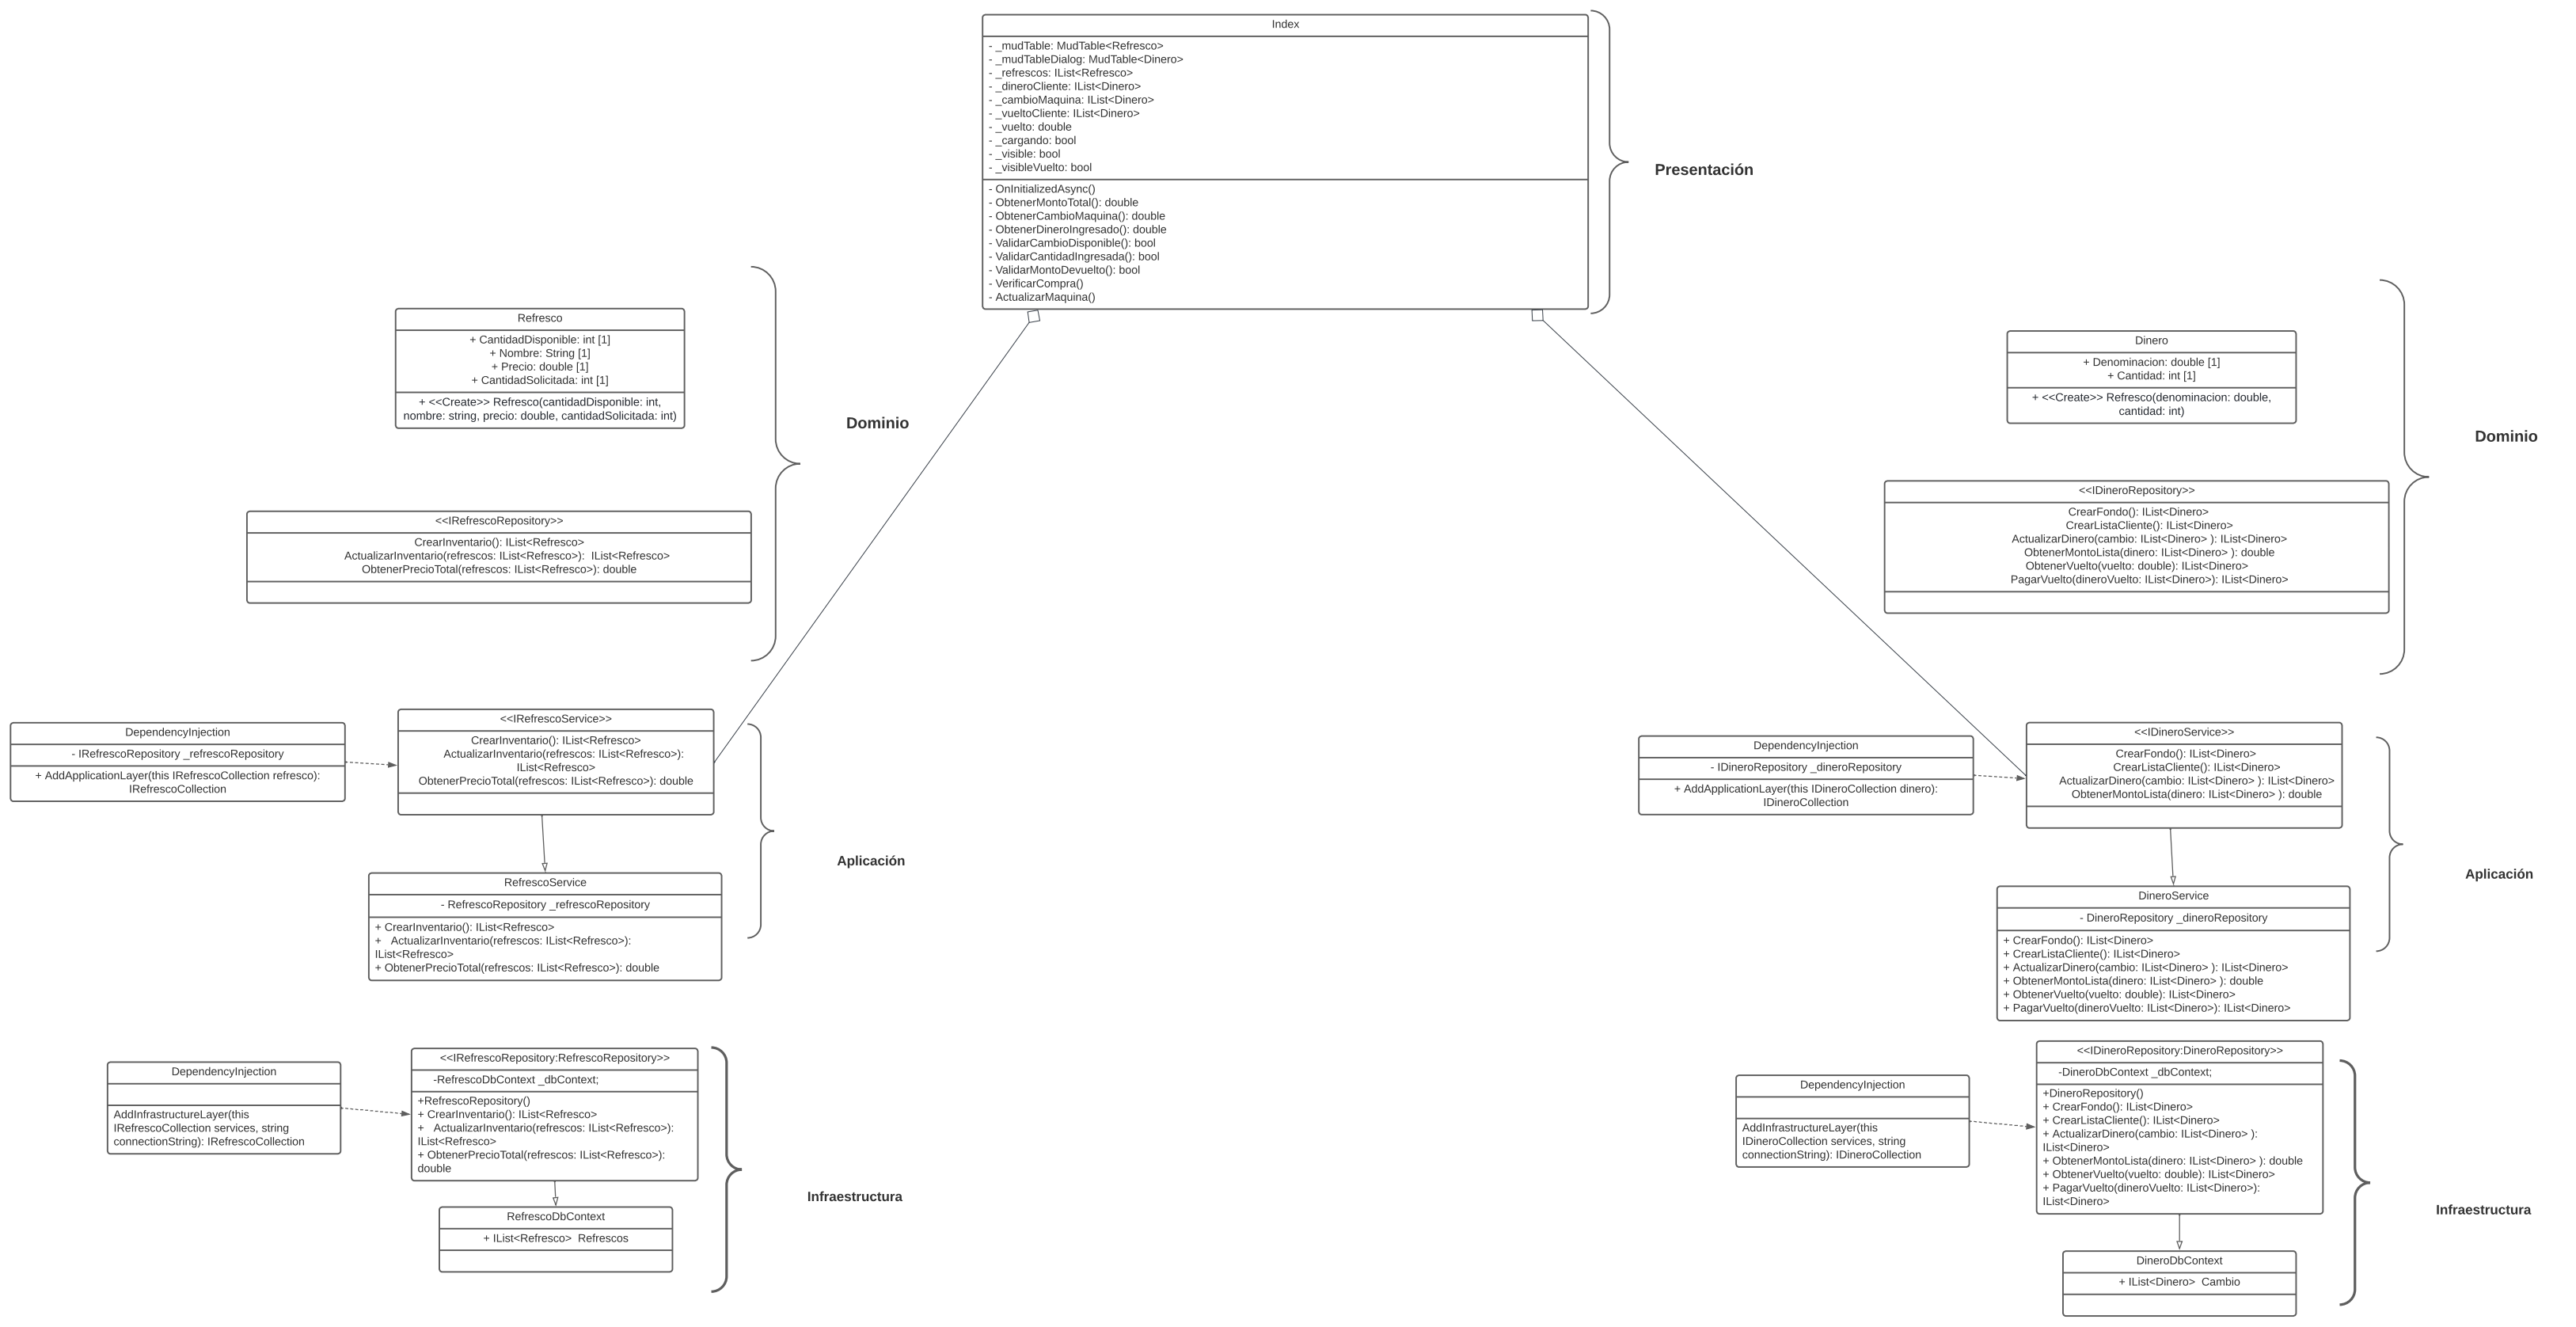 Index
- _mudTable: MudTable<Refresco>
- _mudTableDialog: MudTable<Dinero>
- _refrescos: IList<Refresco>
- _dineroCliente: IList<Dinero>
- _cambioMaquina: IList<Dinero>
- _vueltoCliente: IList<Dinero>
- _vuelto: double
- _cargando: bool
- _visible: bool
- _visibleVuelto: bool
- OnInitializedAsync()
- ObtenerMontoTotal(): double
- ObtenerCambioMaquina(): double
- ObtenerDineroIngresado(): double
- ValidarCambioDisponible(): bool
- ValidarCantidadIngresada(): bool
- ValidarMontoDevuelto(): bool
- VerificarCompra()
- ActualizarMaquina()
Presentación
Refresco
+ CantidadDisponible: int [1]
+ Nombre: String [1]
+ Precio: double [1]
+ CantidadSolicitada: int [1]
+ <<Create>> Refresco(cantidadDisponible: int,
nombre: string, precio: double, cantidadSolicitada: int)
Dominio
<<IRefrescoRepository>>
CrearInventario(): IList<Refresco>
ActualizarInventario(refrescos: IList<Refresco>):  IList<Refresco>
ObtenerPrecioTotal(refrescos: IList<Refresco>): double
Dinero
+ Denominacion: double [1]
+ Cantidad: int [1]
+ <<Create>> Refresco(denominacion: double,
cantidad: int)
Dominio
<<IDineroRepository>>
CrearFondo(): IList<Dinero>
CrearListaCliente(): IList<Dinero>
ActualizarDinero(cambio: IList<Dinero> ): IList<Dinero>
ObtenerMontoLista(dinero: IList<Dinero> ): double
ObtenerVuelto(vuelto: double): IList<Dinero>
PagarVuelto(dineroVuelto: IList<Dinero>): IList<Dinero>
DependencyInjection
- IRefrescoRepository _refrescoRepository
+ AddApplicationLayer(this IRefrescoCollection refresco):
IRefrescoCollection
<<IRefrescoService>>
CrearInventario(): IList<Refresco>
ActualizarInventario(refrescos: IList<Refresco>):
IList<Refresco>
ObtenerPrecioTotal(refrescos: IList<Refresco>): double
Aplicación
RefrescoService
- RefrescoRepository _refrescoRepository
+ CrearInventario(): IList<Refresco>
+   ActualizarInventario(refrescos: IList<Refresco>):
IList<Refresco>
+ ObtenerPrecioTotal(refrescos: IList<Refresco>): double
DependencyInjection
- IDineroRepository _dineroRepository
+ AddApplicationLayer(this IDineroCollection dinero):
IDineroCollection
<<IDineroService>>
CrearFondo(): IList<Dinero>
CrearListaCliente(): IList<Dinero>
ActualizarDinero(cambio: IList<Dinero> ): IList<Dinero>
ObtenerMontoLista(dinero: IList<Dinero> ): double
Aplicación
DineroService
- DineroRepository _dineroRepository
+ CrearFondo(): IList<Dinero>
+ CrearListaCliente(): IList<Dinero>
+ ActualizarDinero(cambio: IList<Dinero> ): IList<Dinero>
+ ObtenerMontoLista(dinero: IList<Dinero> ): double
+ ObtenerVuelto(vuelto: double): IList<Dinero>
+ PagarVuelto(dineroVuelto: IList<Dinero>): IList<Dinero>
DependencyInjection
AddInfrastructureLayer(this
IRefrescoCollection services, string
connectionString): IRefrescoCollection
<<IRefrescoRepository:RefrescoRepository>>
-RefrescoDbContext _dbContext;
+RefrescoRepository()
+ CrearInventario(): IList<Refresco>
+   ActualizarInventario(refrescos: IList<Refresco>):
IList<Refresco>
+ ObtenerPrecioTotal(refrescos: IList<Refresco>):
double
Infraestructura
RefrescoDbContext
+ IList<Refresco>  Refrescos
DependencyInjection
AddInfrastructureLayer(this
IDineroCollection services, string
connectionString): IDineroCollection
<<IDineroRepository:DineroRepository>>
-DineroDbContext _dbContext;
+DineroRepository()
+ CrearFondo(): IList<Dinero>
+ CrearListaCliente(): IList<Dinero>
+ ActualizarDinero(cambio: IList<Dinero> ):
IList<Dinero>
+ ObtenerMontoLista(dinero: IList<Dinero> ): double
+ ObtenerVuelto(vuelto: double): IList<Dinero>
+ PagarVuelto(dineroVuelto: IList<Dinero>):
IList<Dinero>
Infraestructura
DineroDbContext
+ IList<Dinero>  Cambio